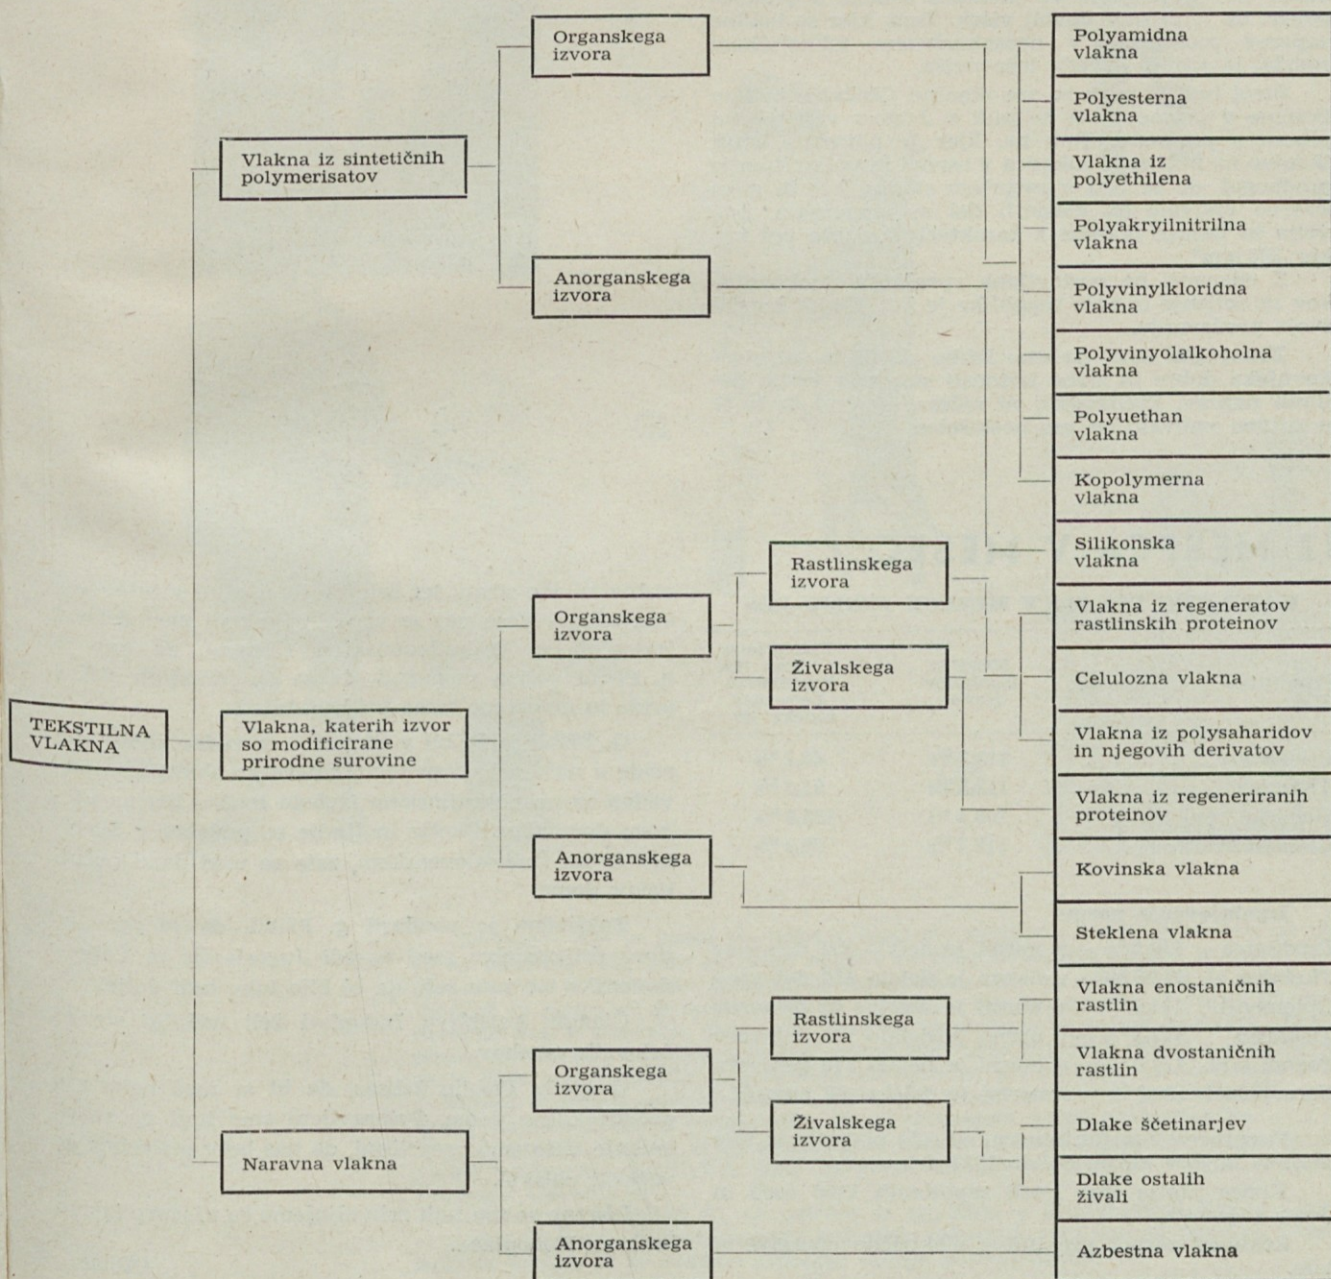 TEKSTILNA
VLAKNA
Vlakna iz sintetičnih
polymerisatov
Vlakna, katerih izvor
so modificirane
prirodne surovine
Naravna vlakna
Organskega
izvora
Anorganskega
izvora
Organskega
izvora
Anorganskega
izvora
Organskega
izvora
Anorganskega
izvora
Rastlinskega
izvora
Živalskega
izvora
Rastlinskega
izvora
Živalskega
izvora
Polyamidna
vlakna
Polyesterna
vlakna
Vlakna iz
polyethilena
Polyakryilnitrilna
vlakna
Polyvinylkloridna
vlakna
Polyvinyolalkoholna
vlakna
Polyuethan
vlakna
Kopolymerna
vlakna
Silikonska
vlakna
Vlakna iz regeneratov
rastlinskih proteinov
Celulozna vlakna
Vlakna iz polysaharidov
in njegovih derivatov
Vlakna iz regeneriranih
proteinov
Kovinska vlakna
Steklena vlakna
Vlakna enostaničnih
rastlin
Vlakna dvostaničnih
rastlin
Dlake ščetinarjev
Dlake ostalih
živali
Azbestna vlakna